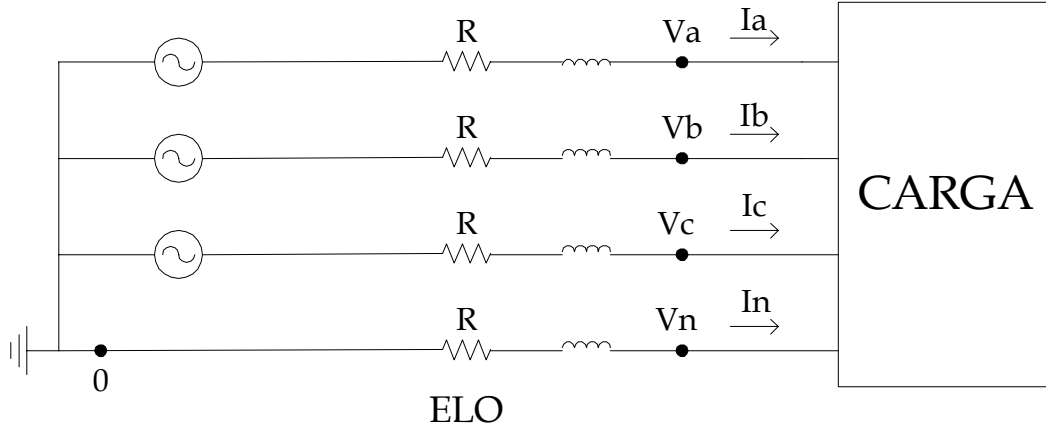 R Va Ia
R Vb Ib
CARGA
R Vc Ic
R Vn In
0
ELO